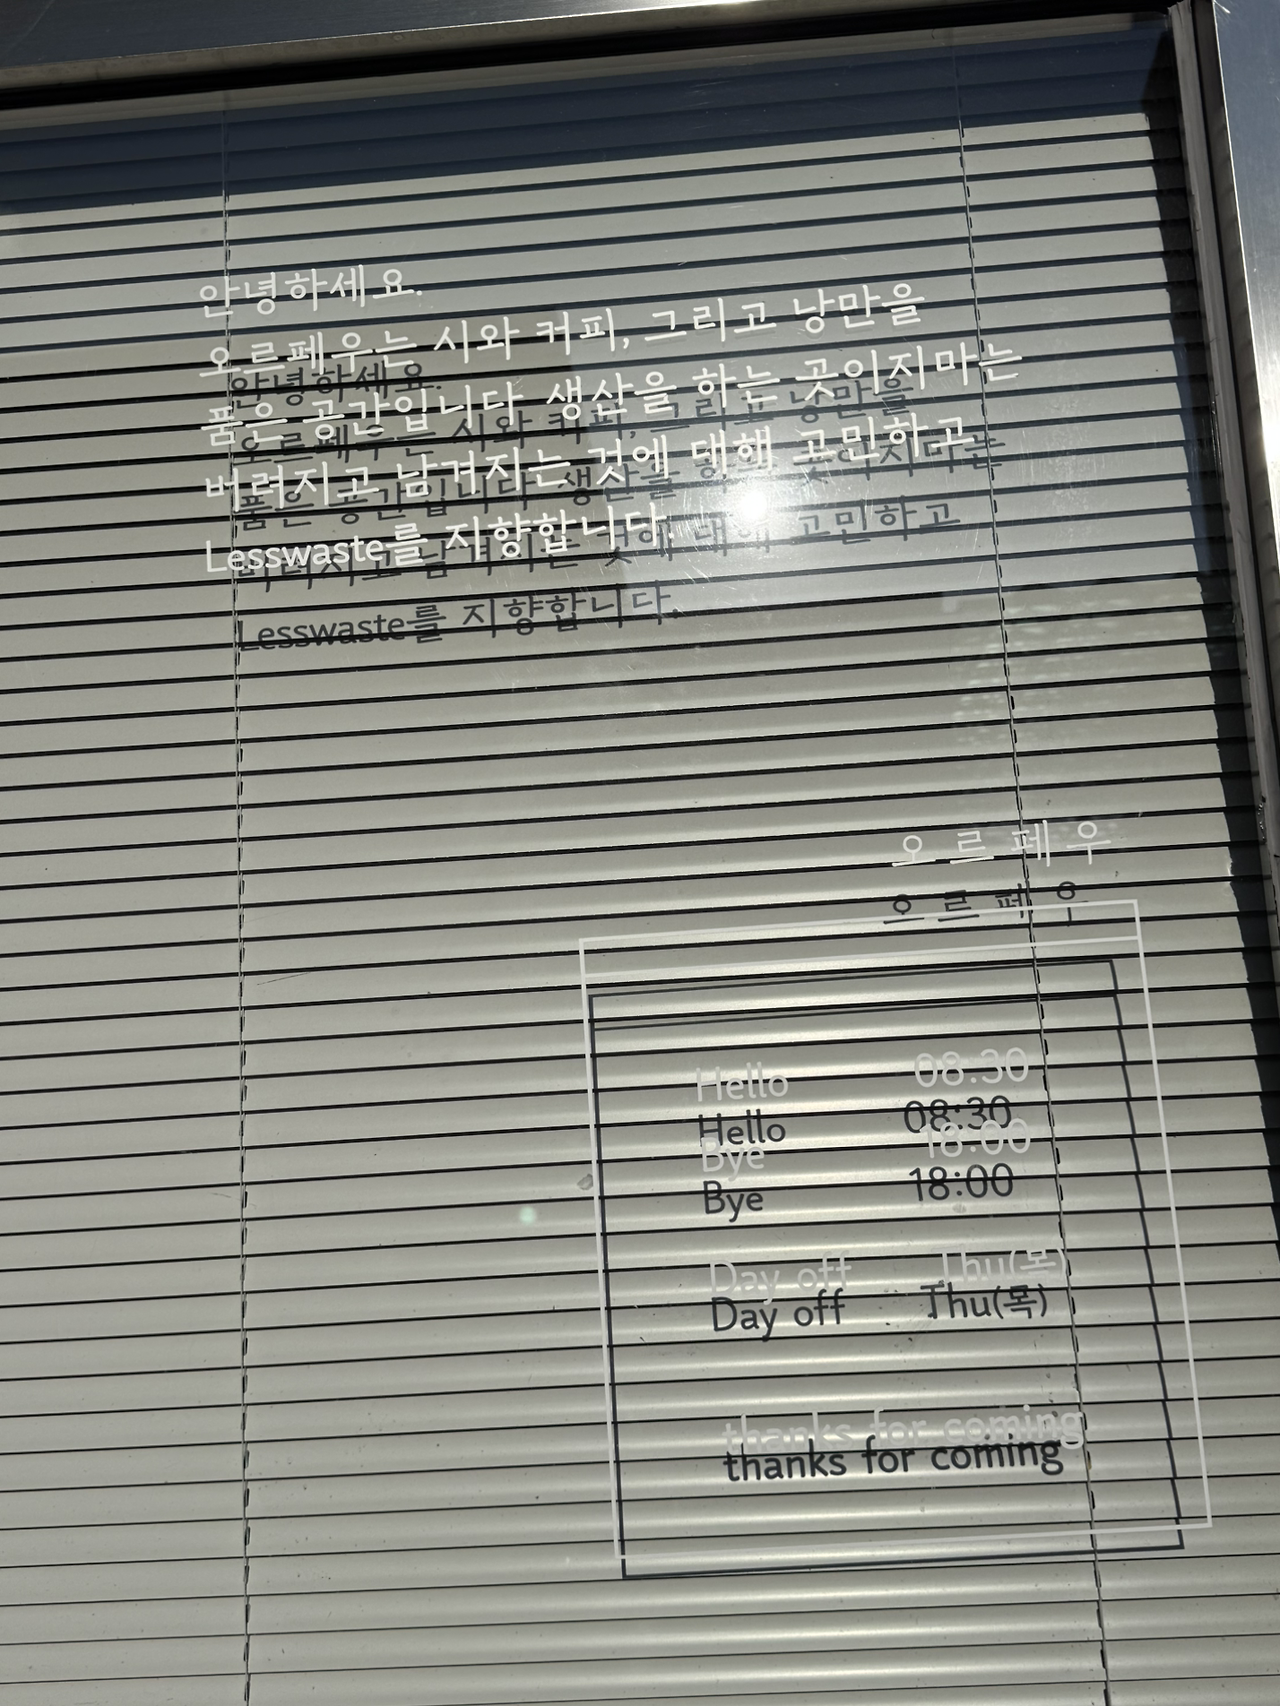 안녕하세요.
오르페우는 시와 커피, 그리고 낭만을
품은 공간입니다 생산을 하는 곳이지마는
버려지고 남겨지는 것에 대해 고민하고
Lesswaste를 지향합니다.
오르페우
Hello 08:30
Bye 18:00
Day off Thu(목)
thanks for coming